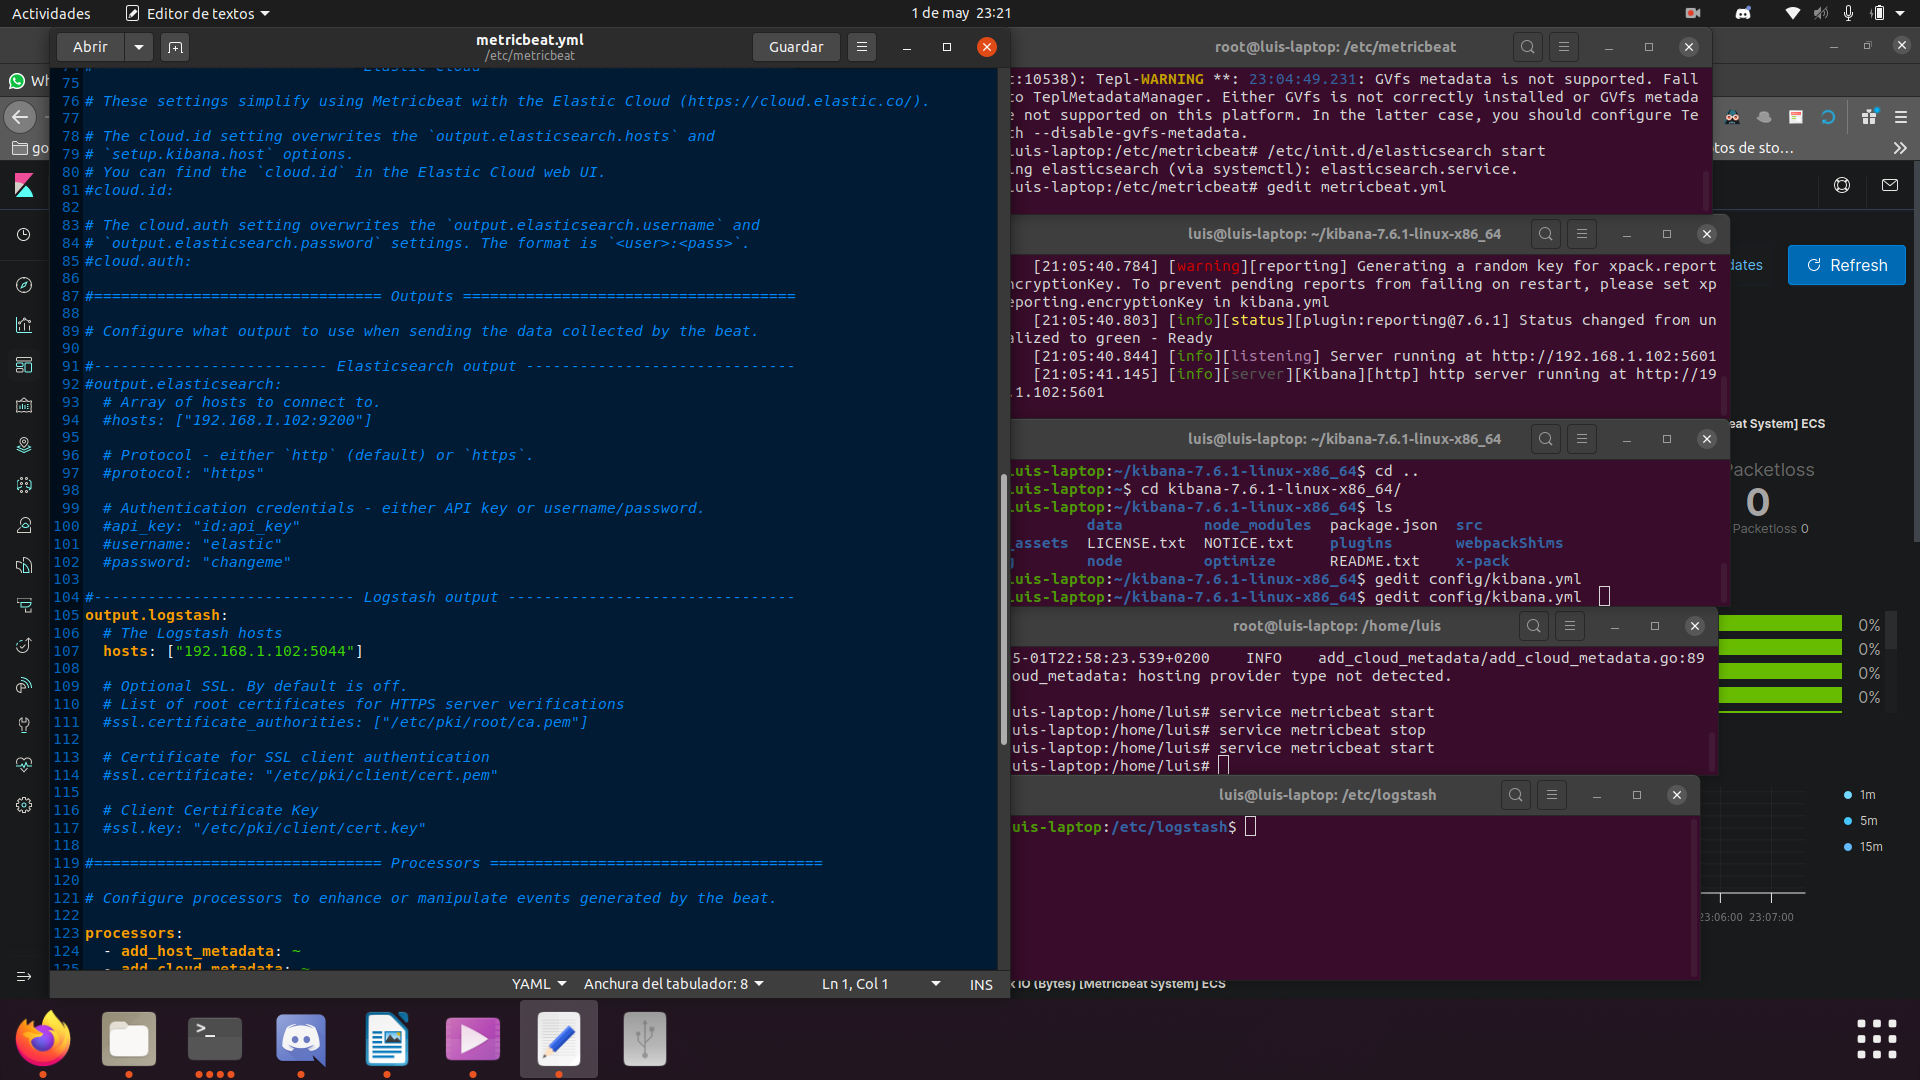 Actividades
Editor de textos
1 de may 23:21
Abrir
metricbeat.yml
/etc/metricbeat
Guardar
75
76 # These settings simplify using Metricbeat with the Elastic Cloud (https://cloud.elastic.co/).
77
78 # The cloud.id setting overwrites the `output.elasticsearch.hosts` and
79 # `setup.kibana.host` options.
80 # You can find the `cloud.id` in the Elastic Cloud web UI.
81 #cloud.id:
82
83 # The cloud.auth setting overwrites the `output.elasticsearch.username` and
84 # `output.elasticsearch.password` settings. The format is `<user>:<pass>`.
85 #cloud.auth:
86
87 #================================ Outputs =====================================
88
89 # Configure what output to use when sending the data collected by the beat.
90
91 #-------------------------- Elasticsearch output ------------------------------
92 #output.elasticsearch:
93   # Array of hosts to connect to.
94   #hosts: ["192.168.1.102:9200"]
95
96   # Protocol - either `http` (default) or `https`.
97   #protocol: "https"
98
99   # Authentication credentials - either API key or username/password.
100   #api_key: "id:api_key"
101   #username: "elastic"
102   #password: "changeme"
103
104 #----------------------------- Logstash output --------------------------------
105 output.logstash:
106   # The Logstash hosts
107   hosts: ["192.168.1.102:5044"]
108
109   # Optional SSL. By default is off.
110   # List of root certificates for HTTPS server verifications
111   #ssl.certificate_authorities: ["/etc/pki/root/ca.pem"]
112
113   # Certificate for SSL client authentication
114   #ssl.certificate: "/etc/pki/client/cert.pem"
115
116   # Client Certificate Key
117   #ssl.key: "/etc/pki/client/cert.key"
118
119 #================================ Processors =====================================
120
121 # Configure processors to enhance or manipulate events generated by the beat.
122
123 processors:
124   - add_host_metadata: ~
125   - add_cloud_metadata: ~
YAML
Anchura del tabulador: 8
Ln 1, Col 1
INS
root@luis-laptop: /etc/metricbeat
:10538): Tepl-WARNING **: 23:04:49.231: GVfs metadata is not supported. Fall
to TeplMetadataManager. Either GVfs is not correctly installed or GVfs metada
e not supported on this platform. In the latter case, you should configure Te
th --disable-gvfs-metadata.
luis-laptop:/etc/metricbeat# /etc/init.d/elasticsearch start
ing elasticsearch (via systemctl): elasticsearch.service.
luis-laptop:/etc/metricbeat# gedit metricbeat.yml
luis@luis-laptop: ~/kibana-7.6.1-linux-x86_64
[21:05:40.784] [warning][reporting] Generating a random key for xpack.report
ncryptionKey. To prevent pending reports from failing on restart, please set xp
eporting.encryptionKey in kibana.yml
[21:05:40.803] [info][status][plugin:reporting@7.6.1] Status changed from un
alized to green - Ready
[21:05:40.844] [info][listening] Server running at http://192.168.1.102:5601
[21:05:41.145] [info][server][Kibana][http] http server running at http://19
.1.102:5601
luis@luis-laptop: ~/kibana-7.6.1-linux-x86_64
luis-laptop:~/kibana-7.6.1-linux-x86_64$ cd ..
luis-laptop:~$ cd kibana-7.6.1-linux-x86_64/
luis-laptop:~/kibana-7.6.1-linux-x86_64$ ls
data node_modules package.json src
_assets LICENSE.txt NOTICE.txt plugins webpackShims
g node optimize README.txt x-pack
luis-laptop:~/kibana-7.6.1-linux-x86_64$ gedit config/kibana.yml
luis-laptop:~/kibana-7.6.1-linux-x86_64$ gedit config/kibana.yml
root@luis-laptop: /home/luis
5-01T22:58:23.539+0200 INFO add_cloud_metadata/add_cloud_metadata.go:89
oud_metadata: hosting provider type not detected.
uis-laptop:/home/luis# service metricbeat start
uis-laptop:/home/luis# service metricbeat stop
uis-laptop:/home/luis# service metricbeat start
uis-laptop:/home/luis#
luis@luis-laptop: /etc/logstash
uis-laptop:/etc/logstash$
Wh
go
tos de sto…
dates
Refresh
eat System] ECS
Packetloss
0
Packetloss 0
0%
0%
0%
0%
1m
5m
15m
23:06:00 23:07:00
IO (Bytes) [Metricbeat System] ECS